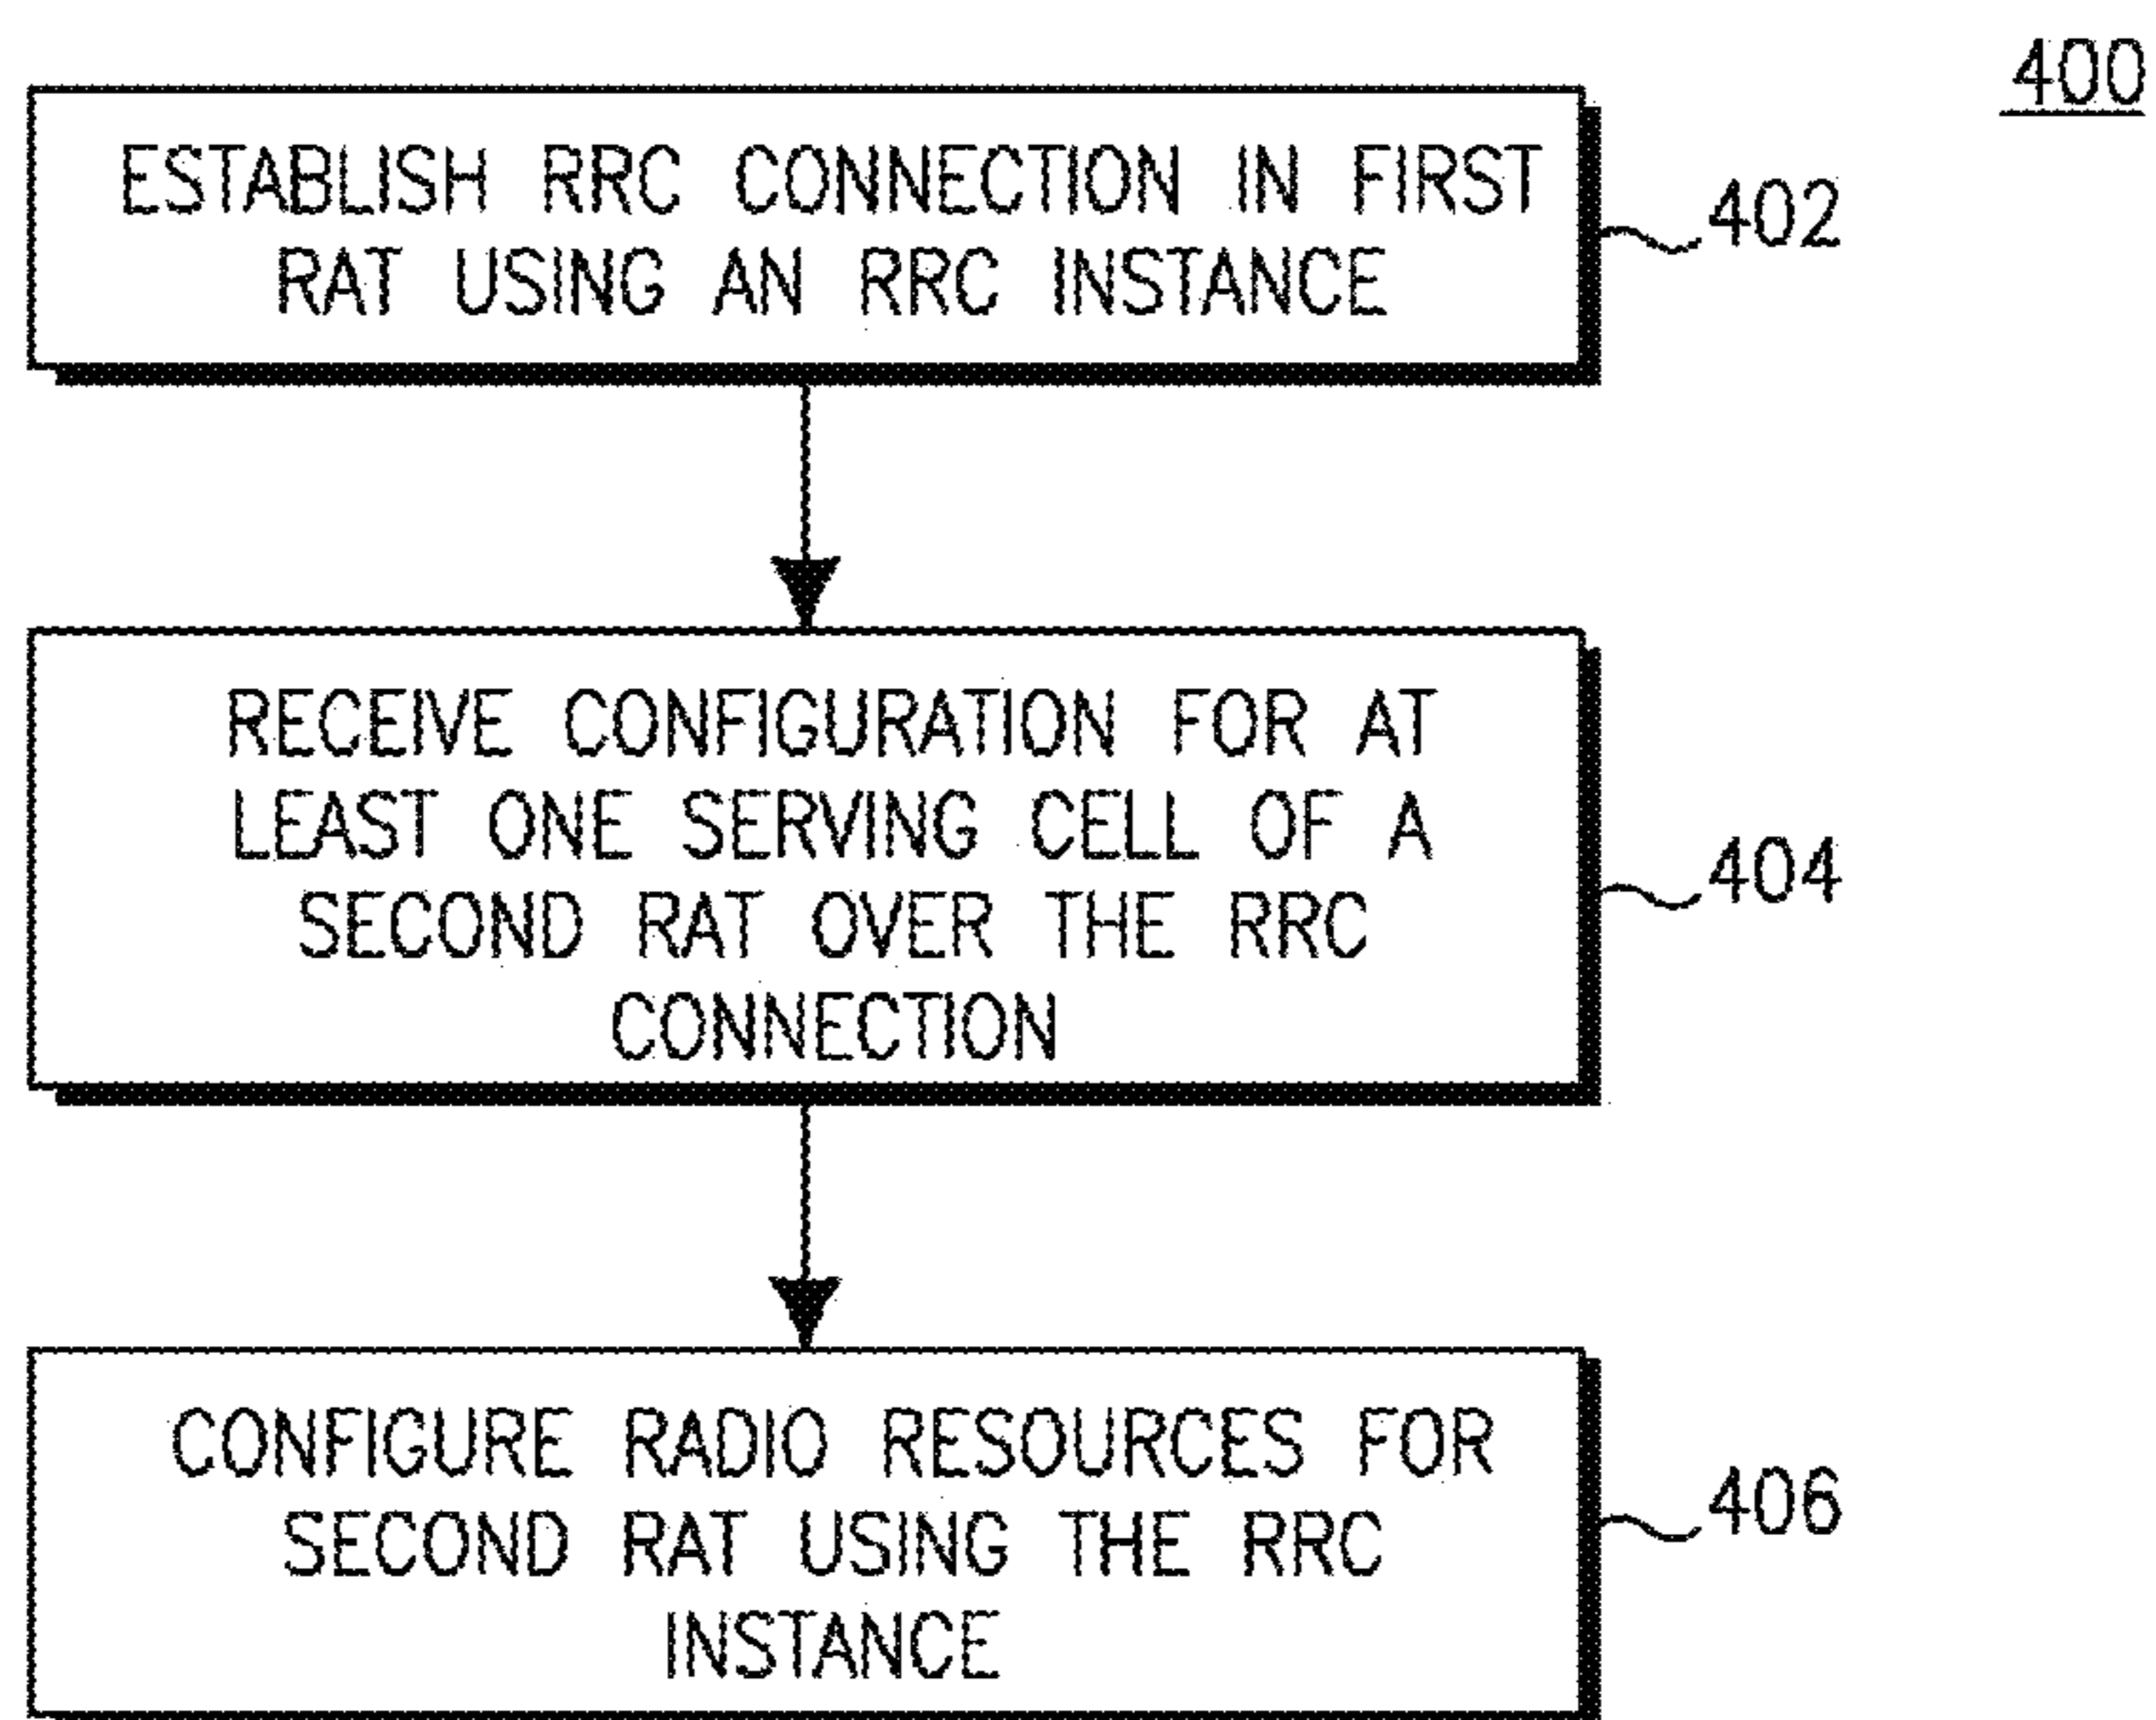 400
ESTABLISH RRC CONNECTION IN FIRST
RAT USING AN RRC INSTANCE
402
RECEIVE CONFIGURATION FOR AT
LEAST ONE SERVING CELL OF A
SECOND RAT OVER THE RRC
CONNECTION
404
CONFIGURE RADIO RESOURCES FOR
SECOND RAT USING THE RRC
INSTANCE
406